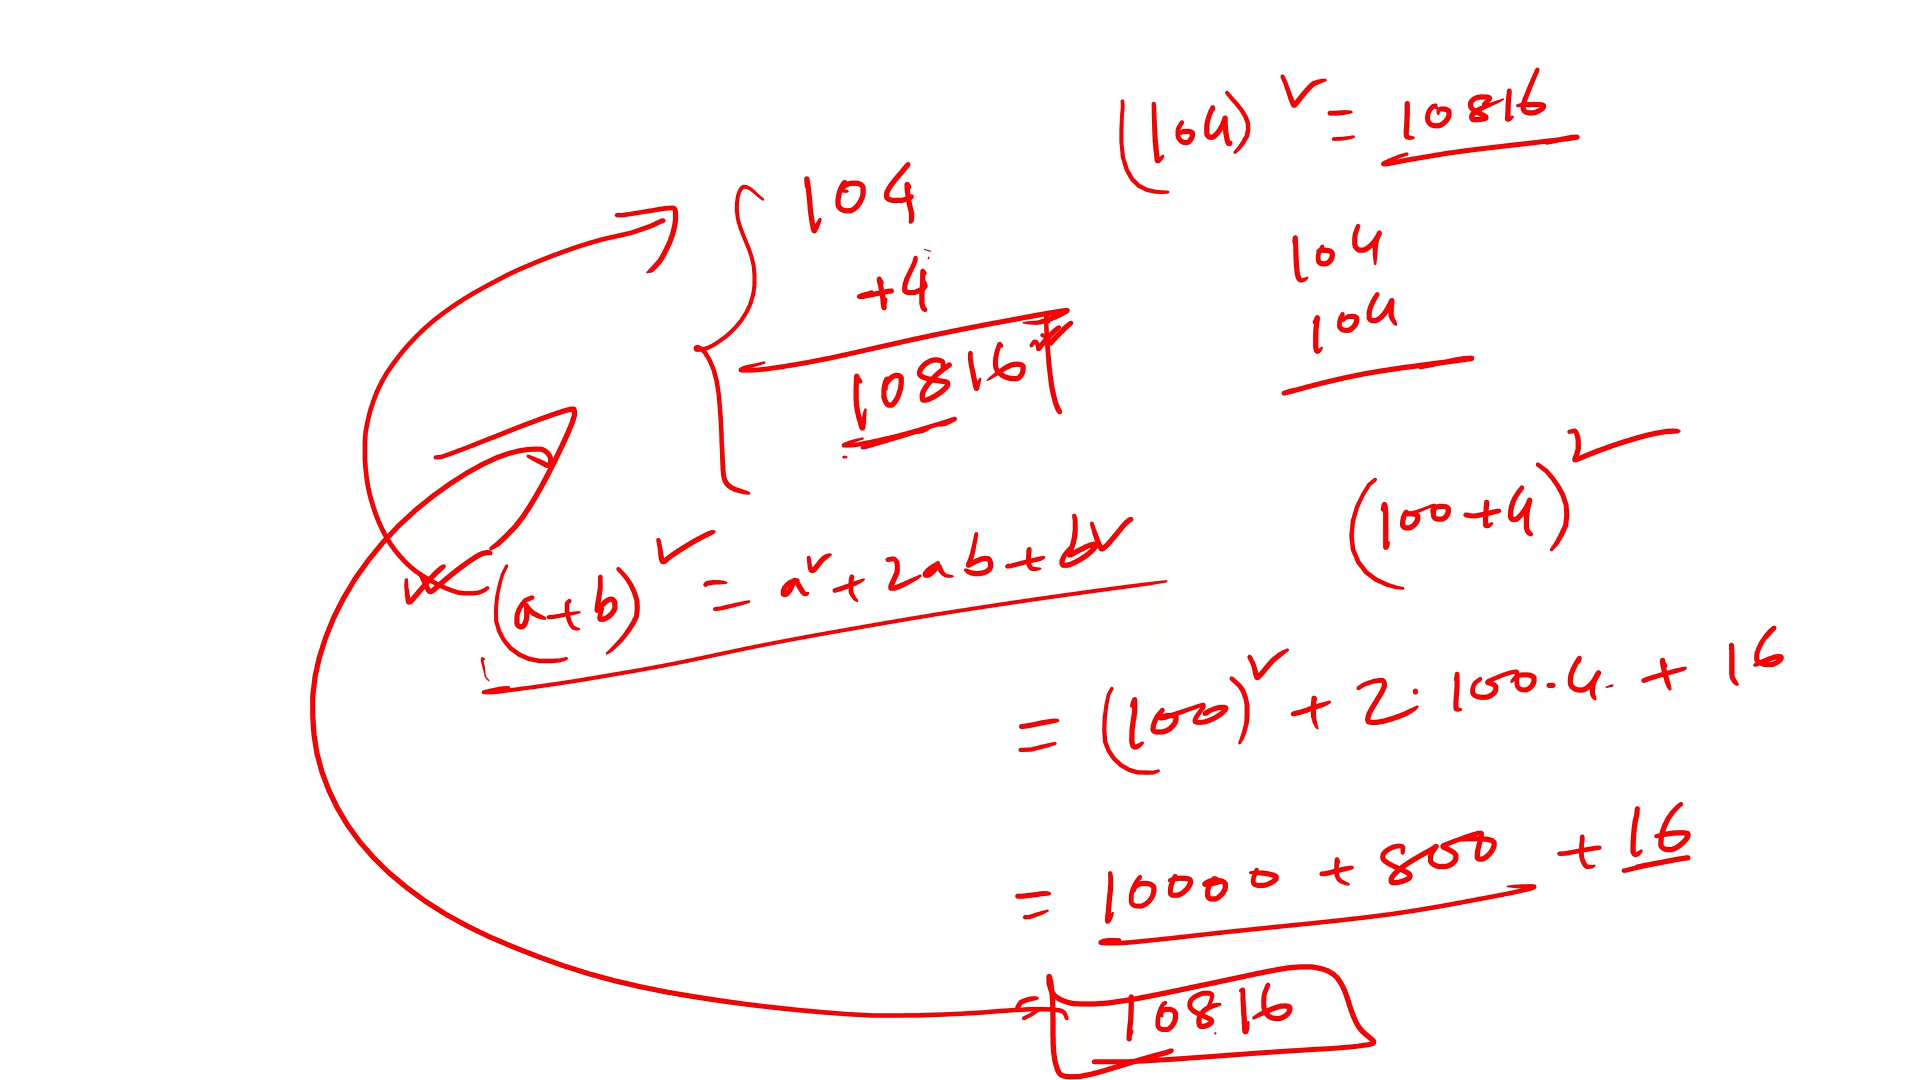 (104)² = 10816
104
+4
10816
104
104
(100+4)²
(a+b)² = a² + 2ab + b²
= (100)² + 2·100·4 + 16
= 10000 + 800 + 16
10816